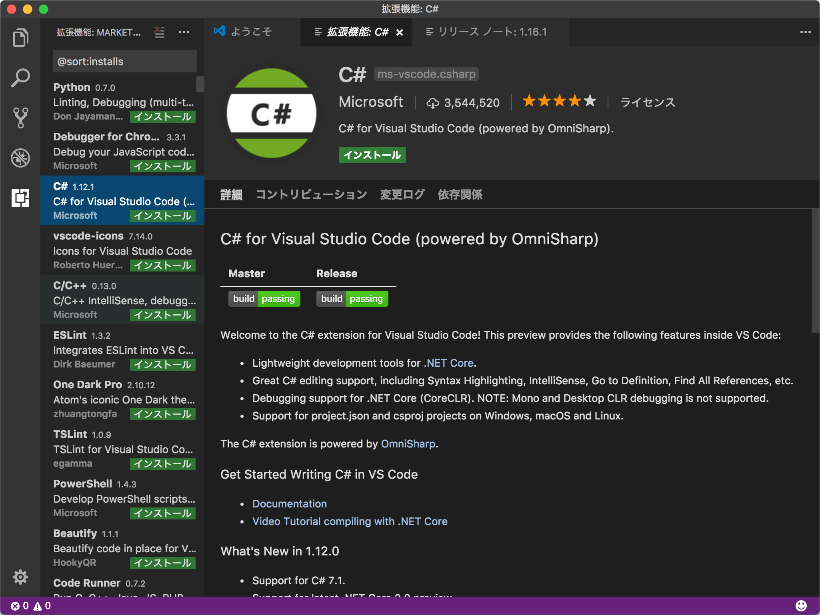 拡張機能: C#
拡張機能: MARKET...
@sort:installs
Python 0.7.0
Linting, Debugging (multi-t...
Don Jayaman... インストール
Debugger for Chro... 3.3.1
Debug your JavaScript cod...
Microsoft インストール
C# 1.12.1
C# for Visual Studio Code (...
Microsoft インストール
vscode-icons 7.14.0
Icons for Visual Studio Code
Roberto Huer... インストール
C/C++ 0.13.0
C/C++ IntelliSense, debugg...
Microsoft インストール
ESLint 1.3.2
Integrates ESLint into VS C...
Dirk Baeumer インストール
One Dark Pro 2.10.12
Atom's iconic One Dark the...
zhuangtongfa インストール
TSLint 1.0.9
TSLint for Visual Studio Co...
egamma インストール
PowerShell 1.4.3
Develop PowerShell scripts...
Microsoft インストール
Beautify 1.1.1
Beautify code in place for V...
HookyQR インストール
Code Runner 0.7.2
ようこそ
拡張機能: C#
リリース ノート: 1.16.1
C#
C# ms-vscode.csharp
Microsoft 3,544,520 ライセンス
C# for Visual Studio Code (powered by OmniSharp).
インストール
詳細 コントリビューション 変更ログ 依存関係
C# for Visual Studio Code (powered by OmniSharp)
Master Release
build passing build passing
Welcome to the C# extension for Visual Studio Code! This preview provides the following features inside VS Code:
• Lightweight development tools for .NET Core.
• Great C# editing support, including Syntax Highlighting, IntelliSense, Go to Definition, Find All References, etc.
• Debugging support for .NET Core (CoreCLR). NOTE: Mono and Desktop CLR debugging is not supported.
• Support for project.json and csproj projects on Windows, macOS and Linux.
The C# extension is powered by OmniSharp.
Get Started Writing C# in VS Code
• Documentation
• Video Tutorial compiling with .NET Core
What's New in 1.12.0
• Support for C# 7.1.
0 0